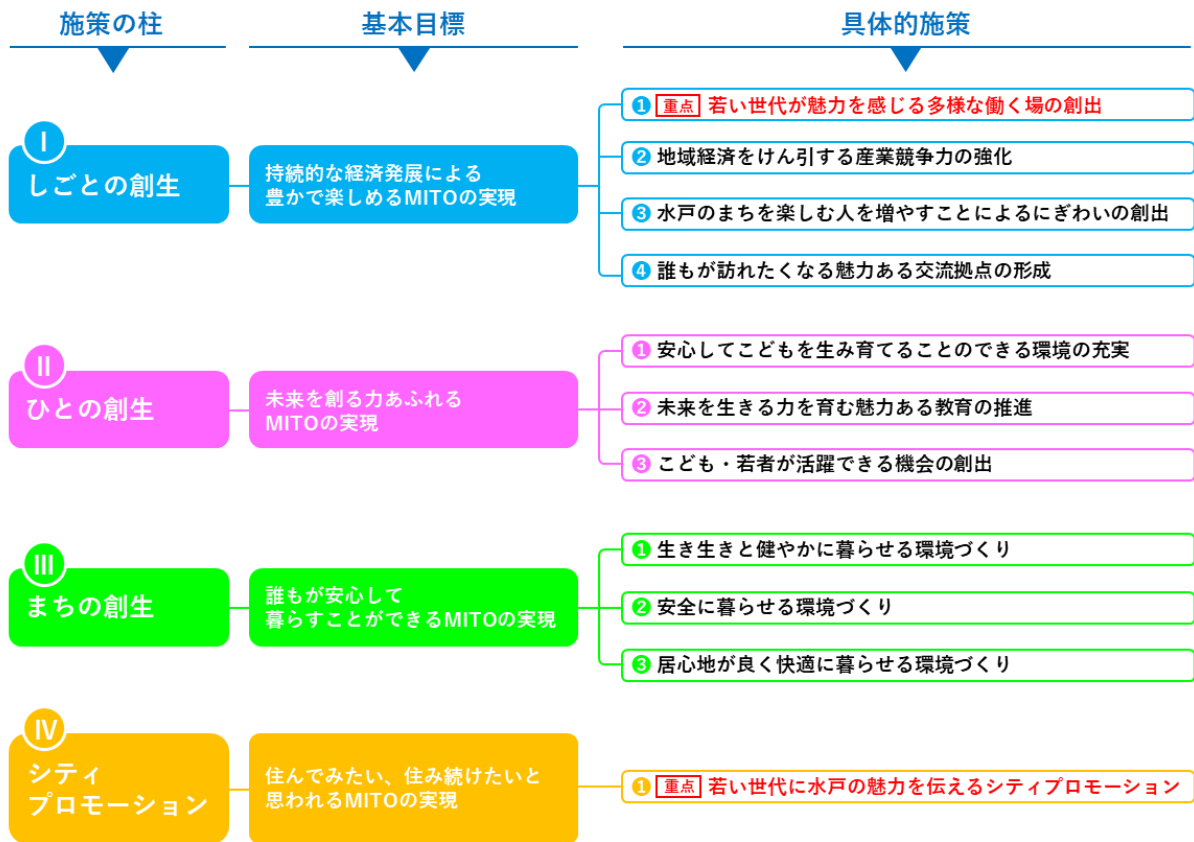 施策の柱
基本目標
具体的施策
Ⅰ
しごとの創生
持続的な経済発展による
豊かで楽しめるMITOの実現
❶ 重点 若い世代が魅力を感じる多様な働く場の創出
❷ 地域経済をけん引する産業競争力の強化
❸ 水戸のまちを楽しむ人を増やすことによるにぎわいの創出
❹ 誰もが訪れたくなる魅力ある交流拠点の形成
Ⅱ
ひとの創生
未来を創る力あふれる
MITOの実現
❶ 安心してこどもを生み育てることのできる環境の充実
❷ 未来を生きる力を育む魅力ある教育の推進
❸ こども・若者が活躍できる機会の創出
Ⅲ
まちの創生
誰もが安心して
暮らすことができるMITOの実現
❶ 生き生きと健やかに暮らせる環境づくり
❷ 安全に暮らせる環境づくり
❸ 居心地が良く快適に暮らせる環境づくり
Ⅳ
シティ
プロモーション
住んでみたい、住み続けたいと
思われるMITOの実現
❶ 重点 若い世代に水戸の魅力を伝えるシティプロモーション